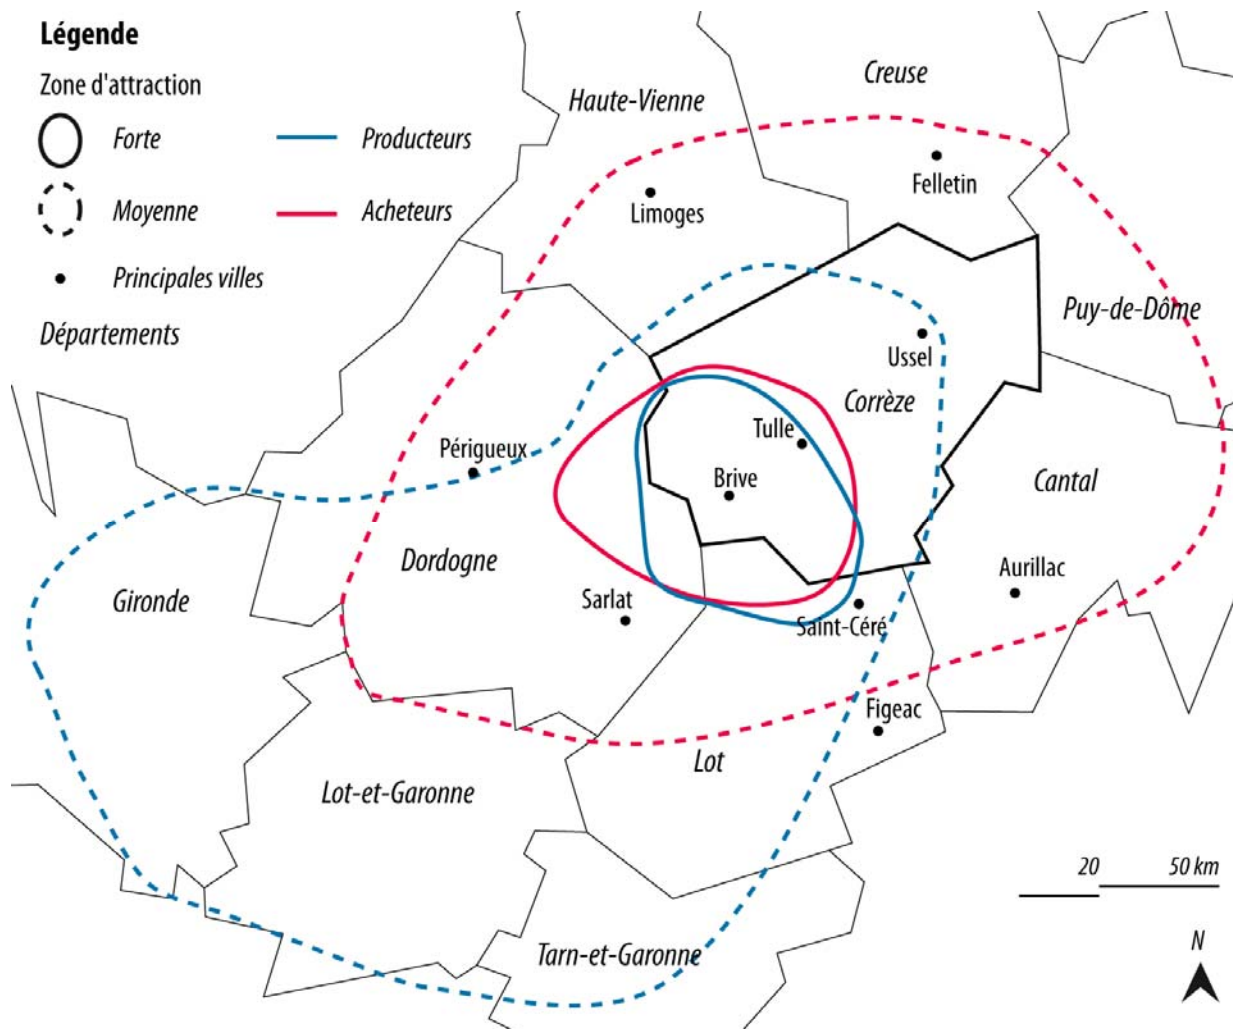 Légende
Zone d'attraction
Forte
Producteurs
Moyenne
Acheteurs
Principales villes
Départements
Creuse
Haute-Vienne
Felletin
Limoges
Puy-de-Dôme
Ussel
Corrèze
Tulle
Périgueux
Brive
Cantal
Dordogne
Aurillac
Gironde
Sarlat
Saint-Céré
Figeac
Lot
Lot-et-Garonne
20 50 km
Tarn-et-Garonne
N